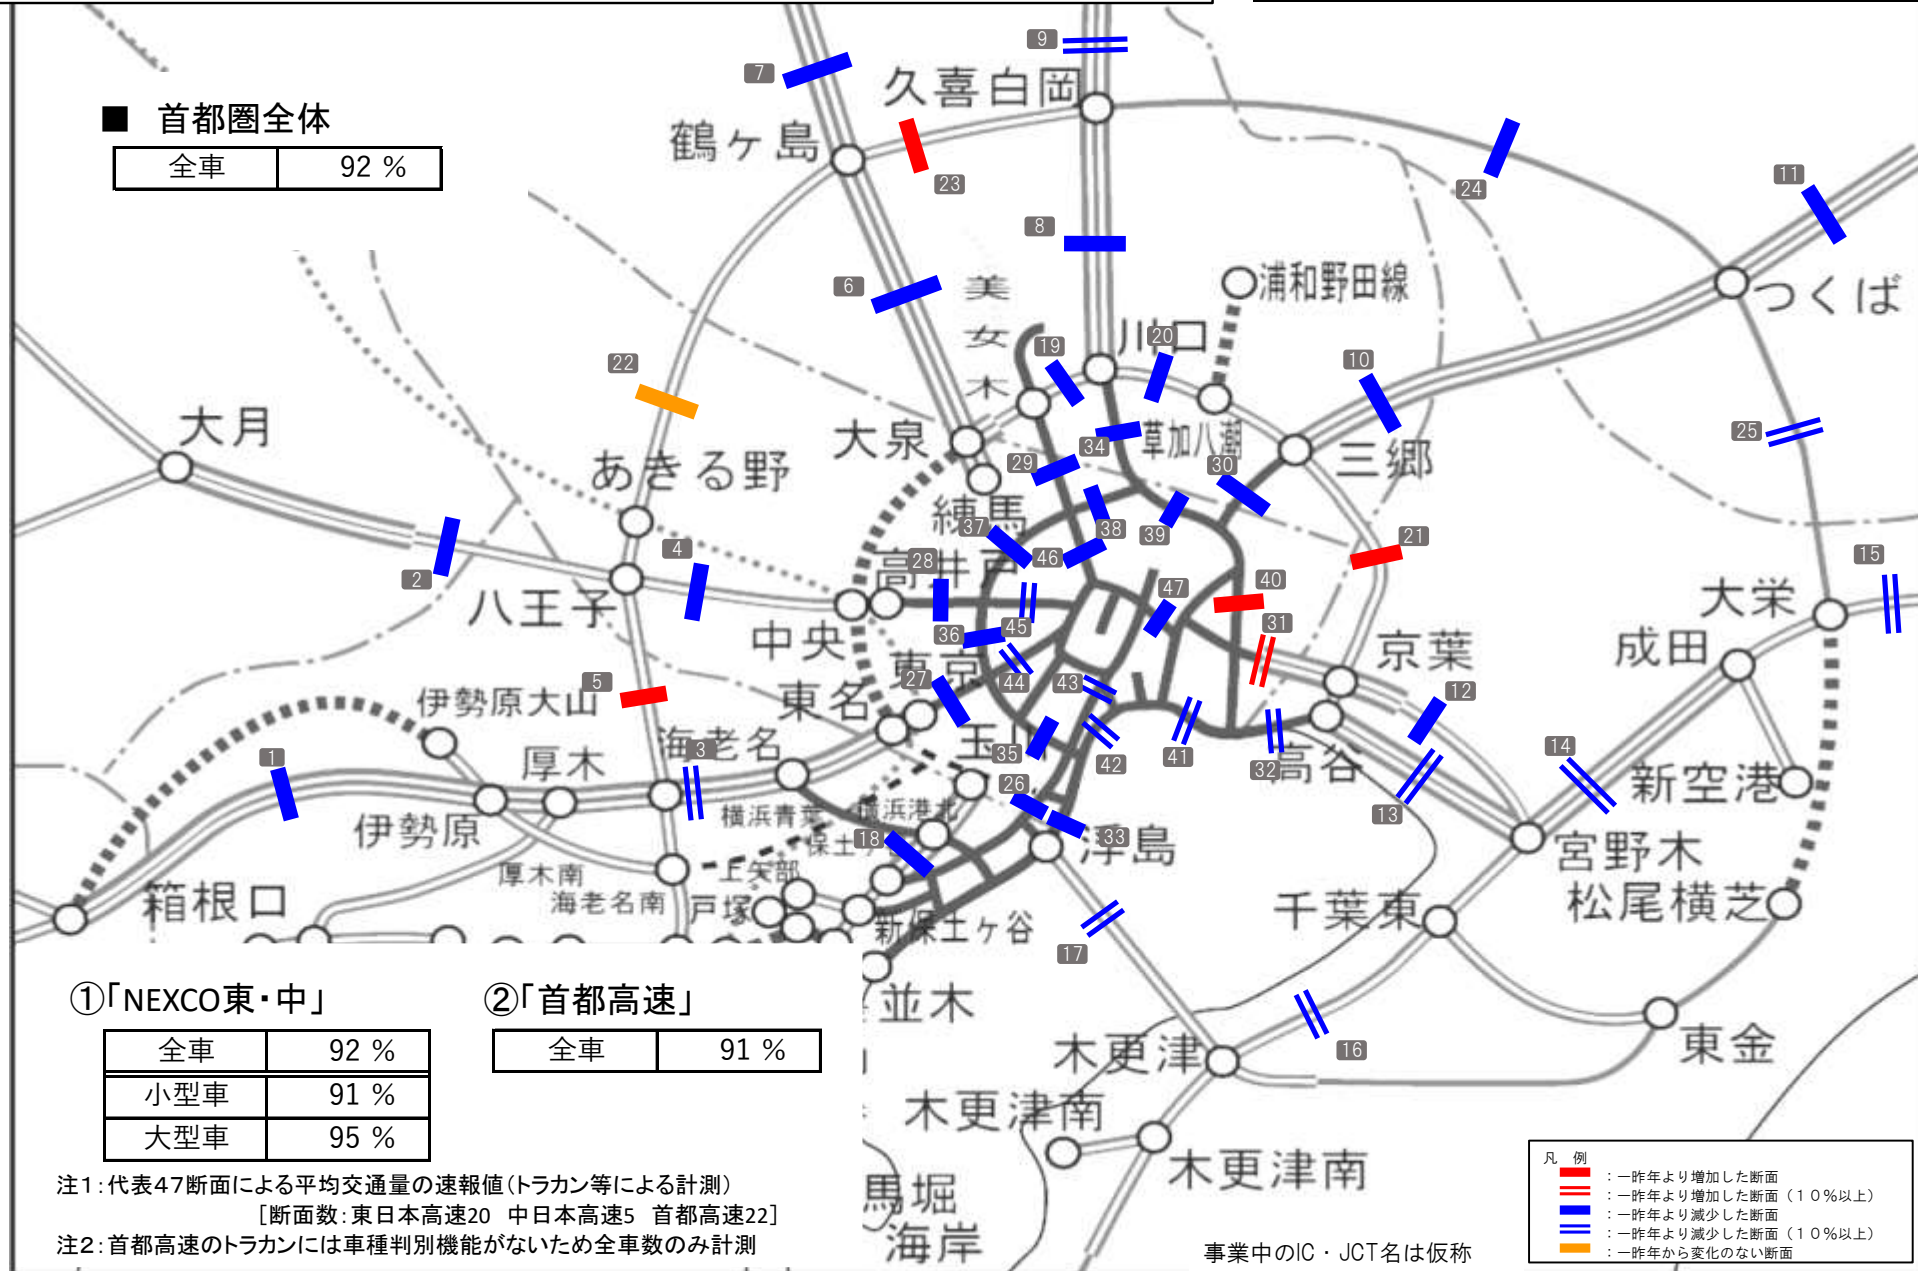 ■ 首都圏全体
全車 92 %
7
9
久喜白岡
鶴ヶ島
23
24
11
8
6
美女木
浦和野田線
つくば
川口
19
20
22
10
大月
大泉
34
草加八潮
25
あきる野
29
30
三郷
練馬
37
38
39
21
2
4
28
高井戸
46
47
40
15
八王子
大栄
中央
36
45
31
京葉
成田
東京
5
伊勢原大山
27
44
43
12
東名
1
厚木
海老名
3
玉川
35
42
41
32
高谷
14
新空港
伊勢原
横浜青葉
横浜港北
26
13
18
33
浮島
宮野木
厚木南
上矢部
箱根口
海老名南
戸塚
新保土ヶ谷
17
千葉東
松尾横芝
並木
16
木更津
東金
木更津南
木更津南
馬堀
海岸
①「NEXCO東・中」
全車 92 %
小型車 91 %
大型車 95 %
②「首都高速」
全車 91 %
注1：代表47断面による平均交通量の速報値（トラカン等による計測）
［断面数：東日本高速20 中日本高速5 首都高速22］
注2：首都高速のトラカンには車種判別機能がないため全車数のみ計測
事業中のIC・JCT名は仮称
凡 例
：一昨年より増加した断面
：一昨年より増加した断面（１０％以上）
：一昨年より減少した断面
：一昨年より減少した断面（１０％以上）
：一昨年から変化のない断面